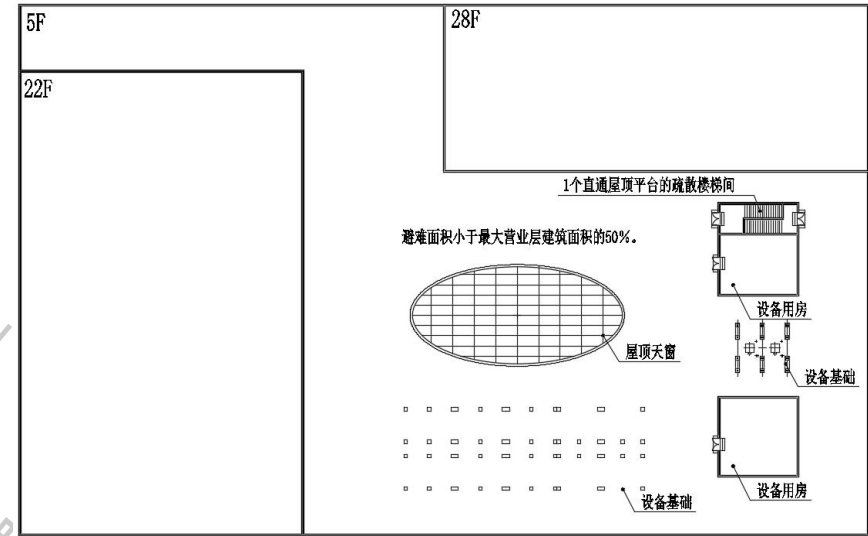 5F
28F
22F
1个直通屋顶平台的疏散楼梯间
避难面积小于最大营业层建筑面积的50%。
设备用房
屋顶天窗
设备基础
设备用房
设备基础